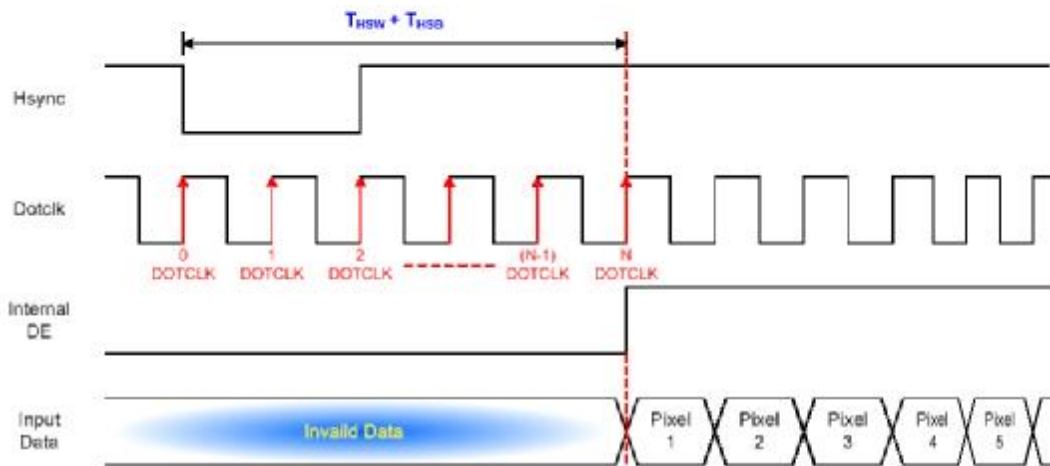 THSW + THSB
Hsync
Dotclk
0 1 2 (N-1) N
DOTCLK DOTCLK DOTCLK DOTCLK DOTCLK
Internal
DE
Input
Data
Invaild Data
Pixel
1
Pixel
2
Pixel
3
Pixel
4
Pixel
5